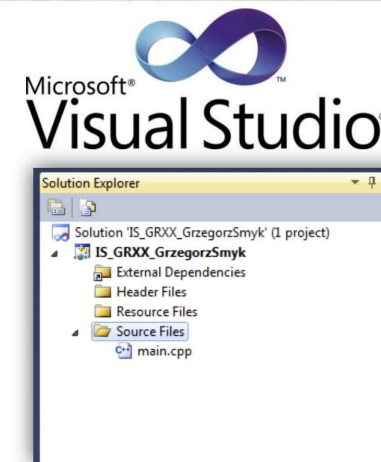 Microsoft®
TM
Visual Studio®
Solution Explorer
Solution 'IS_GRXX_GrzegorzSmyk' (1 project)
IS_GRXX_GrzegorzSmyk
External Dependencies
Header Files
Resource Files
Source Files
C++ main.cpp